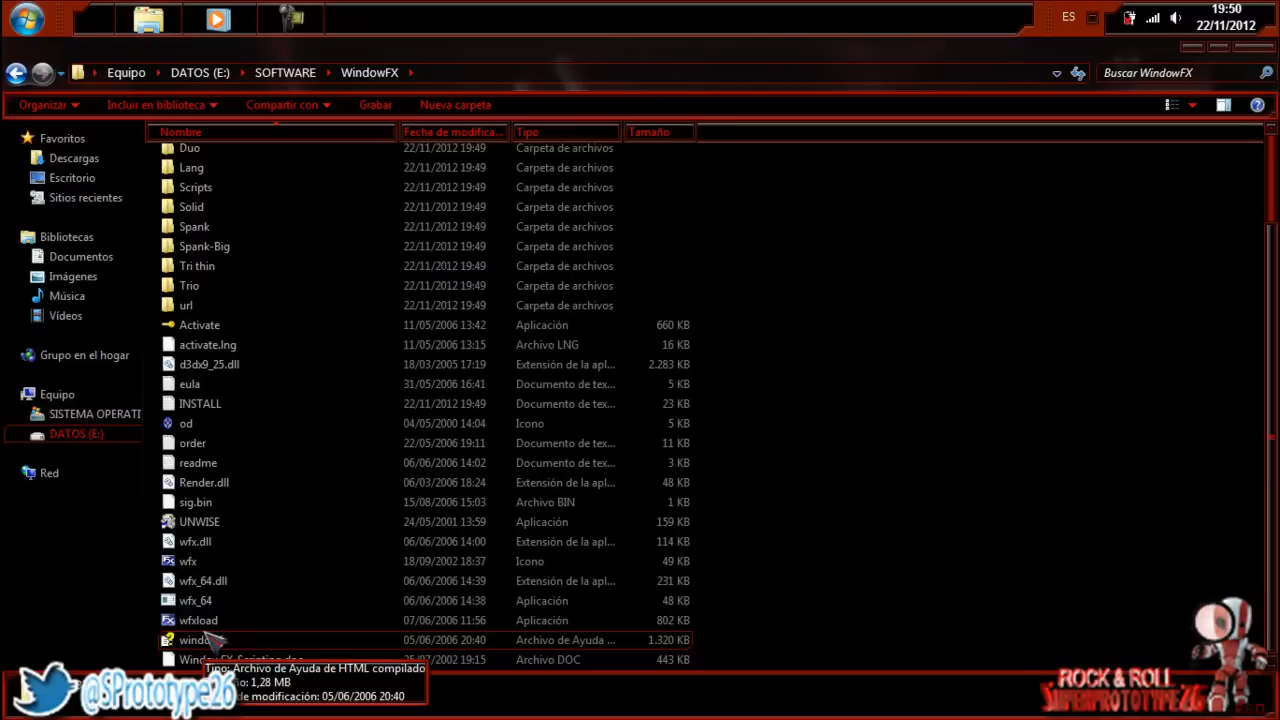 ES
19:50
22/11/2012
Equipo
DATOS (E:)
SOFTWARE
WindowFX
Buscar WindowFX
Organizar
Incluir en biblioteca
Compartir con
Grabar
Nueva carpeta
Nombre
Fecha de modifica...
Tipo
Tamaño
Favoritos
Descargas
Escritorio
Sitios recientes
Bibliotecas
Documentos
Imágenes
Música
Vídeos
Grupo en el hogar
Equipo
SISTEMA OPERATI
DATOS (E:)
Red
Duo 22/11/2012 19:49 Carpeta de archivos
Lang 22/11/2012 19:49 Carpeta de archivos
Scripts 22/11/2012 19:49 Carpeta de archivos
Solid 22/11/2012 19:49 Carpeta de archivos
Spank 22/11/2012 19:49 Carpeta de archivos
Spank-Big 22/11/2012 19:49 Carpeta de archivos
Tri thin 22/11/2012 19:49 Carpeta de archivos
Trio 22/11/2012 19:49 Carpeta de archivos
url 22/11/2012 19:49 Carpeta de archivos
Activate 11/05/2006 13:42 Aplicación 660 KB
activate.lng 11/05/2006 13:15 Archivo LNG 16 KB
d3dx9_25.dll 18/03/2005 17:19 Extensión de la apl... 2.283 KB
eula 31/05/2006 16:41 Documento de tex... 5 KB
INSTALL 22/11/2012 19:49 Documento de tex... 23 KB
od 04/05/2000 14:04 Icono 5 KB
order 22/05/2006 19:11 Documento de tex... 11 KB
readme 06/06/2006 14:02 Documento de tex... 3 KB
Render.dll 06/03/2006 18:24 Extensión de la apl... 48 KB
sig.bin 15/08/2006 15:03 Archivo BIN 1 KB
UNWISE 24/05/2001 13:59 Aplicación 159 KB
wfx.dll 06/06/2006 14:00 Extensión de la apl... 114 KB
wfx 18/09/2002 18:37 Icono 49 KB
wfx_64.dll 06/06/2006 14:39 Extensión de la apl... 231 KB
wfx_64 06/06/2006 14:38 Aplicación 48 KB
wfxload 07/06/2006 11:56 Aplicación 802 KB
05/06/2006 20:40 Archivo de Ayuda ... 1.320 KB
25/07/2002 19:15 Archivo DOC 443 KB
Tipo: Archivo de Ayuda de HTML compilado
1,28 MB
de modificación: 05/06/2006 20:40
@SPrototype26
ROCK & ROLL
SUPERPROTOTYPE26